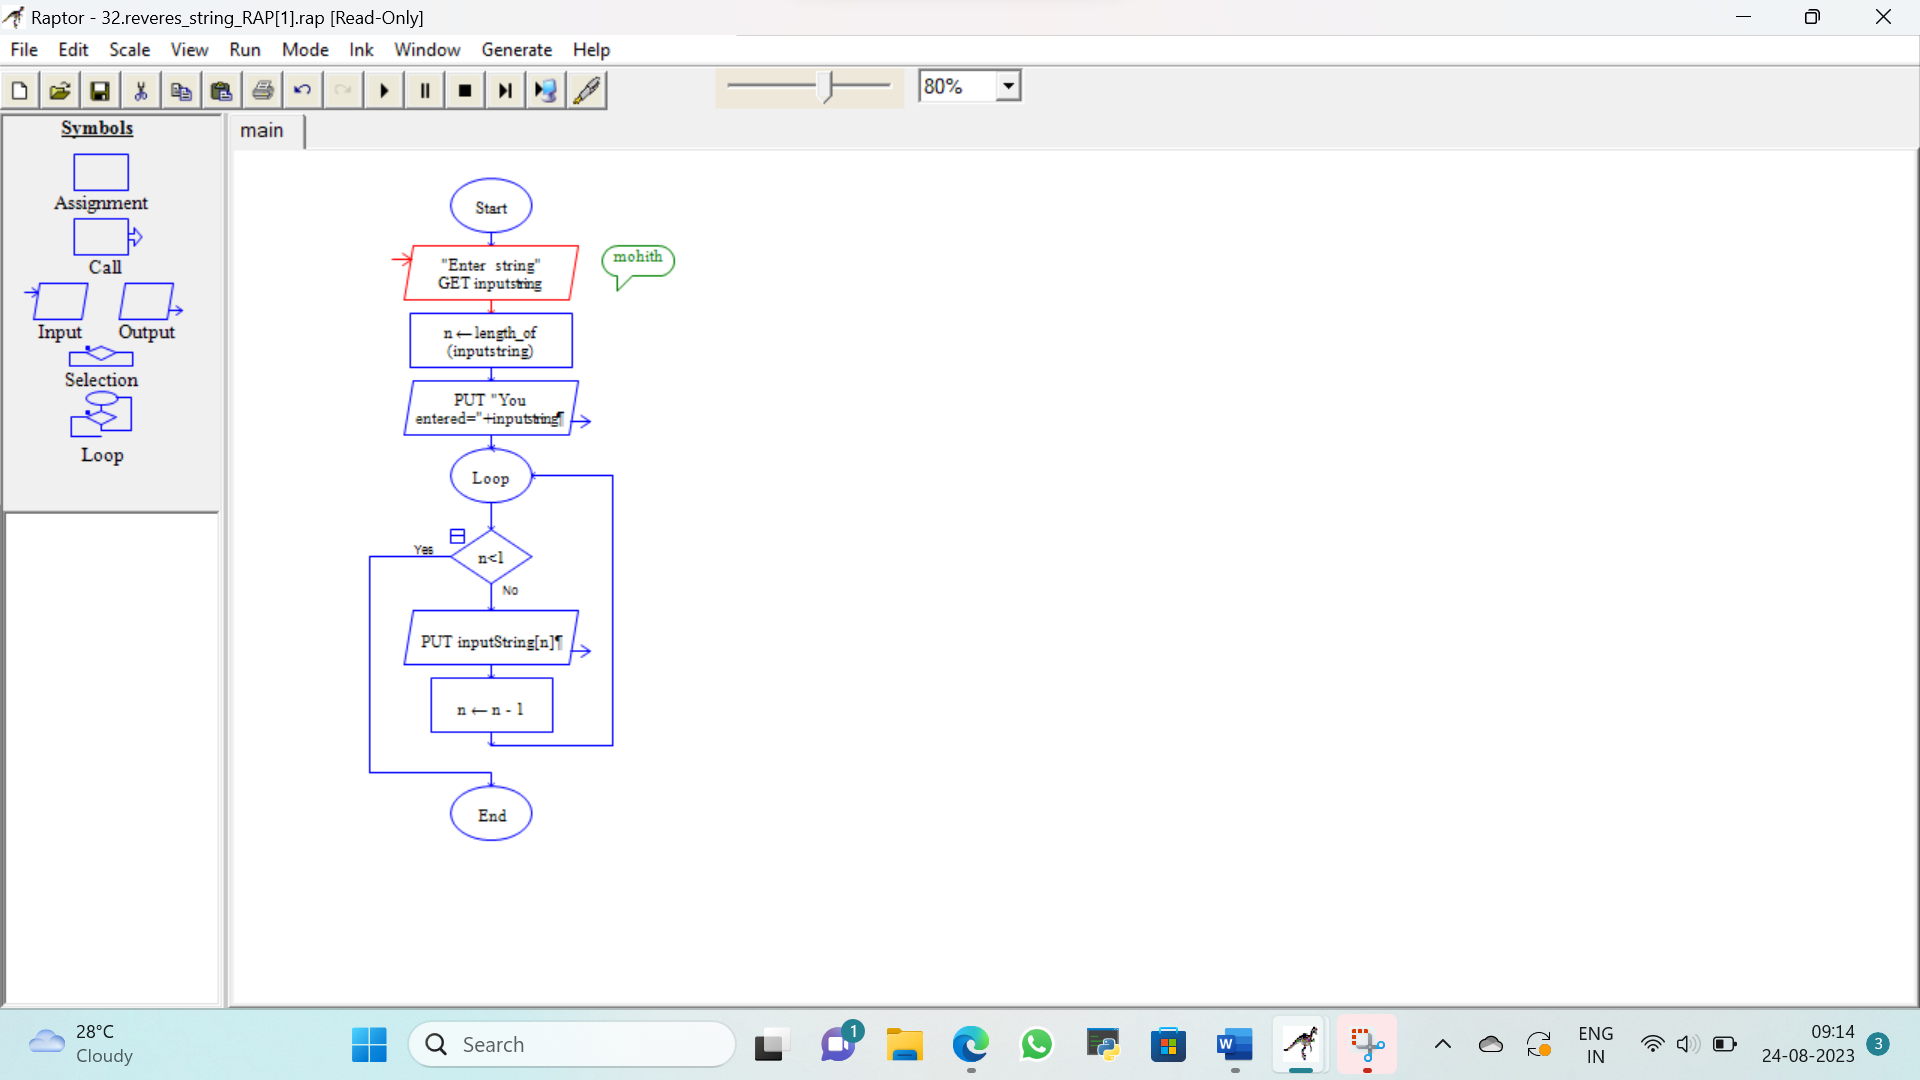 Raptor - 32.reveres_string_RAP[1].rap [Read-Only]
File Edit Scale View Run Mode Ink Window Generate Help
80%
Symbols
Assignment
Call
Input Output
Selection
Loop
main
Start
"Enter string"
GET inputstring
mohith
n←length_of
(inputstring)
PUT "You
entered="+inputstring¶
Loop
Yes
n<1
No
PUT inputString[n]¶
n ← n - 1
End
28°C
Cloudy
Search
1
W
ENG
IN
09:14
24-08-2023
3